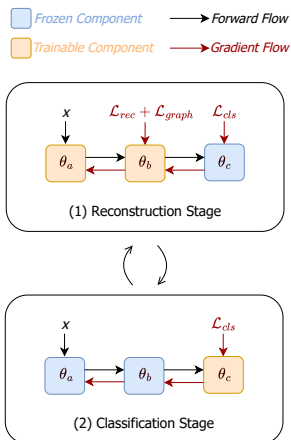 Frozen Component Forward Flow
Trainable Component Gradient Flow
x ℒ_rec + ℒ_graph ℒ_cls
θ_a θ_b θ_c
(1) Reconstruction Stage
x ℒ_cls
θ_a θ_b θ_c
(2) Classification Stage